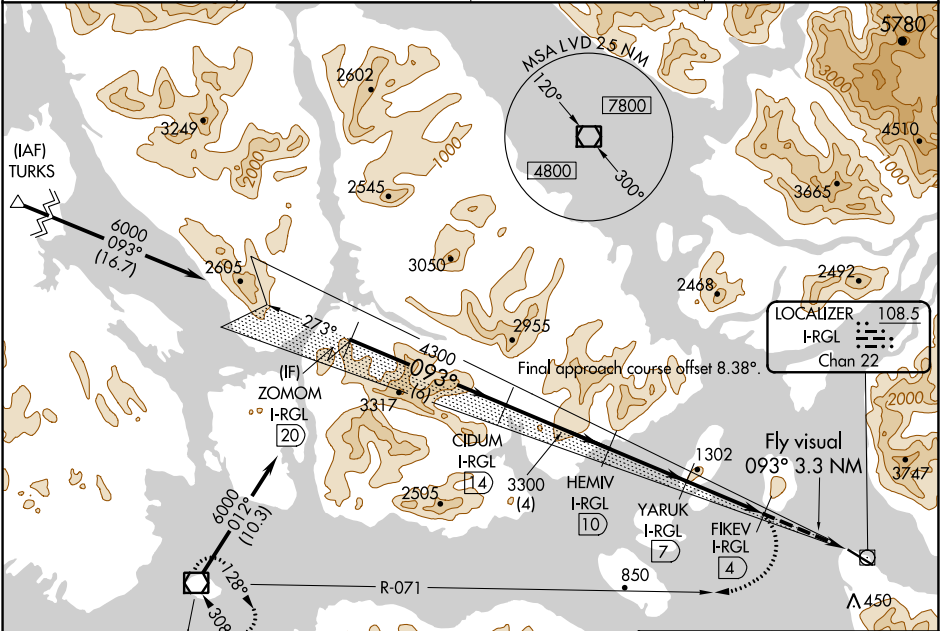 5780
MSA LVD 25 NM
2602
120°
7800
3000
3249
4510
(IAF)
TURKS
2000
1000
1000
4800
300°
2545
3665
6000
093°
(16.7)
2605
3050
2468
2492
LOCALIZER 108.5
I-RGL
Chan 22
273°
2955
4300
093°
(6)
Final approach course offset 8.38°.
(IF)
ZOMOM
I-RGL
20
3317
2000
CIDUM
I-RGL
14
1302
Fly visual
093° 3.3 NM
3747
3300
(4)
HEMIV
I-RGL
10
YARUK
I-RGL
7
FIKEV
I-RGL
4
2505
6000
012°
(10.3)
128°
308
R-071
850
450